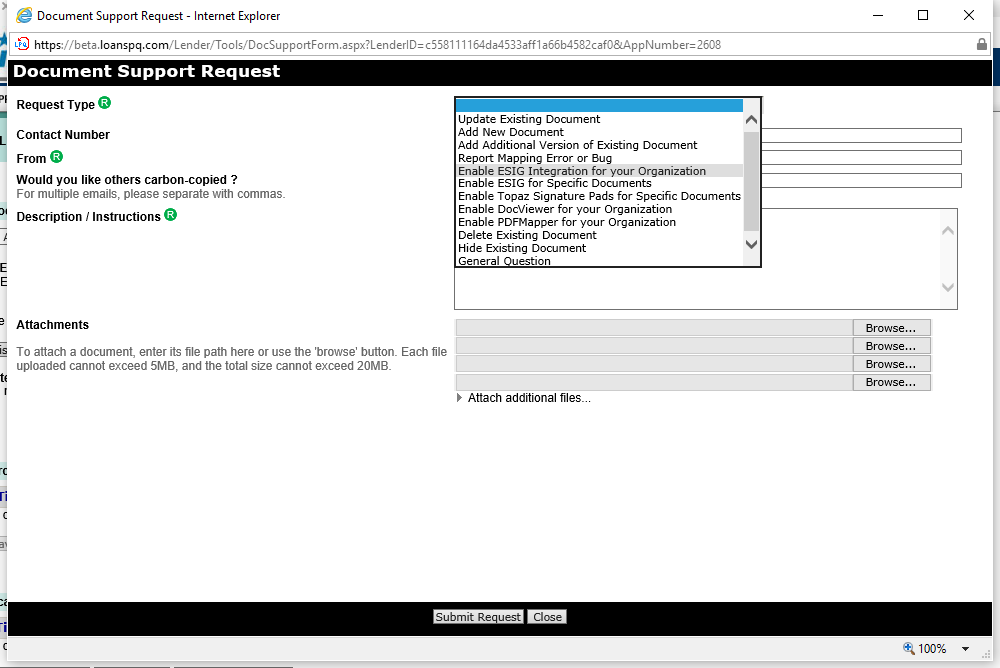 Document Support Request - Internet Explorer
https://beta.loanspq.com/Lender/Tools/DocSupportForm.aspx?LenderID=c558111164da4533aff1a66b4582caf0&AppNumber=2608
Document Support Request
Request Type R
Update Existing Document
Add New Document
Add Additional Version of Existing Document
Report Mapping Error or Bug
Enable ESIG Integration for your Organization
Enable ESIG for Specific Documents
Enable Topaz Signature Pads for Specific Documents
Enable DocViewer for your Organization
Enable PDFMapper for your Organization
Delete Existing Document
Hide Existing Document
General Question
Contact Number
From R
Would you like others carbon-copied ?
For multiple emails, please separate with commas.
Description / Instructions R
Attachments
To attach a document, enter its file path here or use the 'browse' button. Each file
uploaded cannot exceed 5MB, and the total size cannot exceed 20MB.
Browse...
Browse...
Browse...
Browse...
Attach additional files...
Submit Request Close
100%